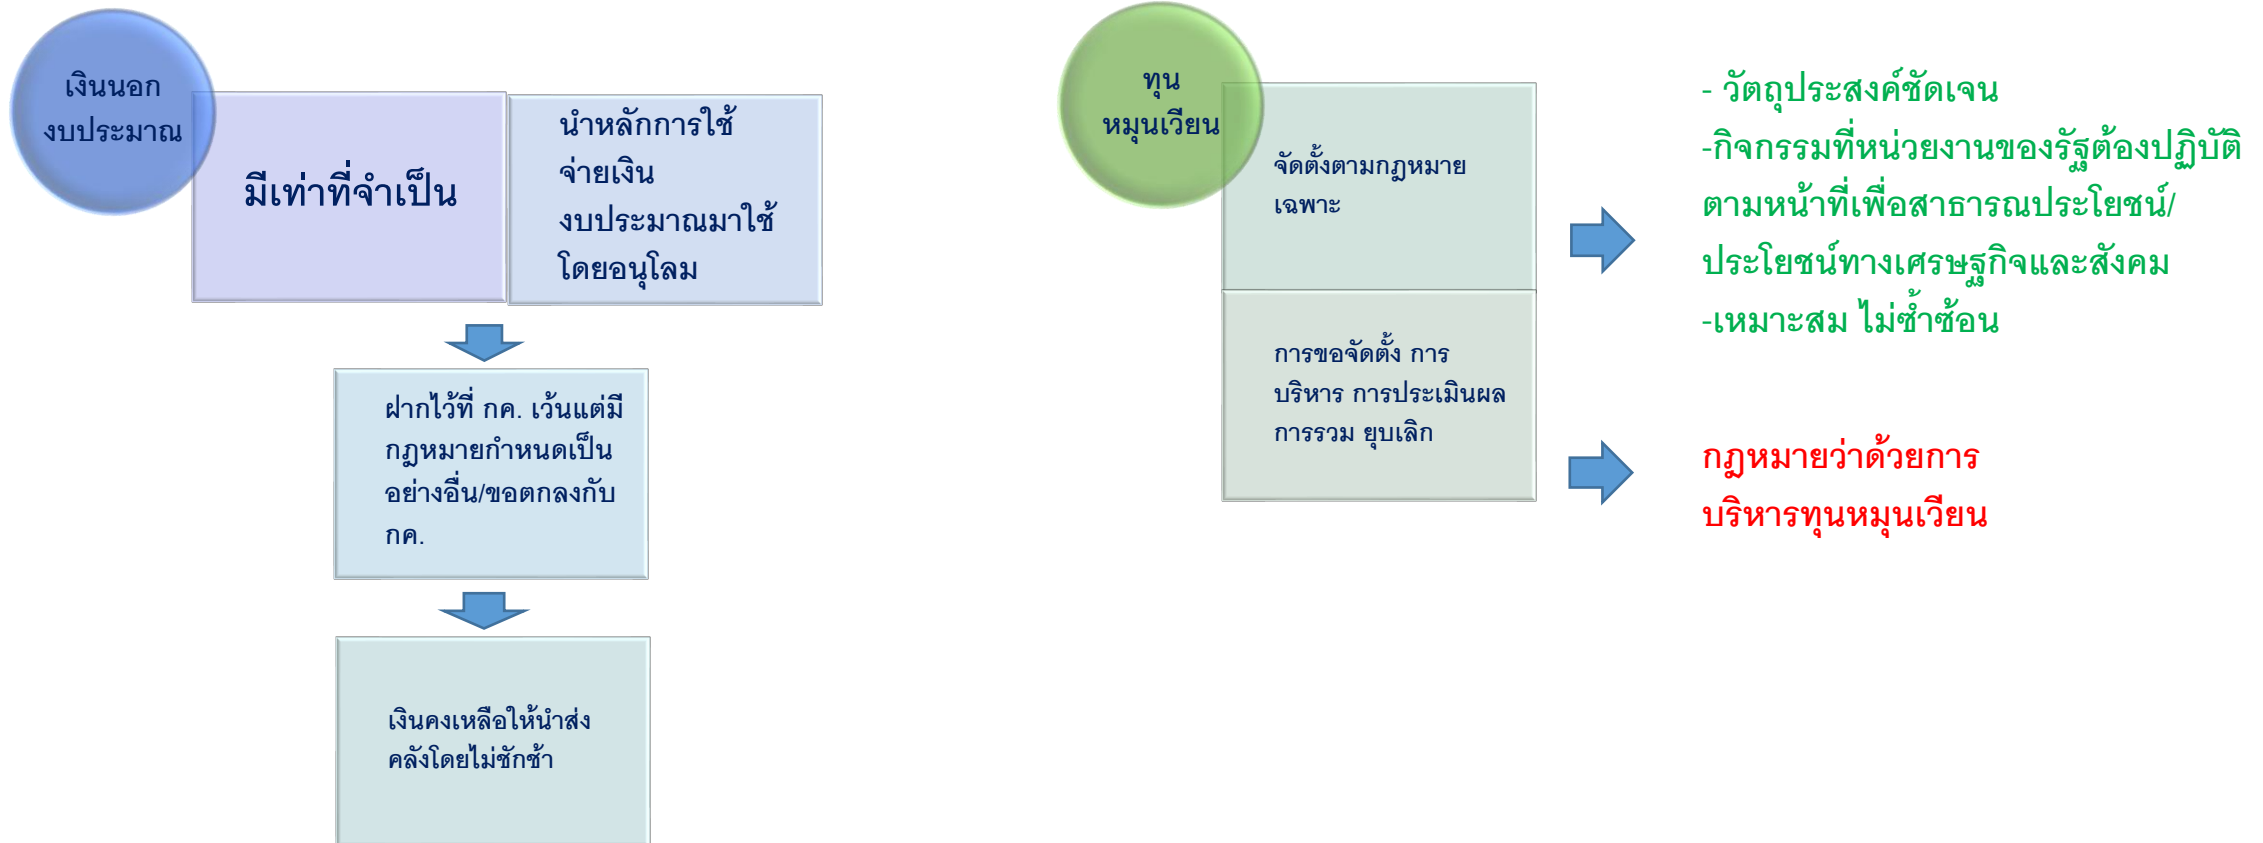 เงินนอก
งบประมาณ
มีเท่าที่จำเป็น
นำหลักการใช้
จ่ายเงิน
งบประมาณมาใช้
โดยอนุโลม
ฝากไว้ที่ กค. เว้นแต่มี
กฎหมายกำหนดเป็น
อย่างอื่น/ขอตกลงกับ
กค.
เงินคงเหลือให้นำส่ง
คลังโดยไม่ชักช้า
ทุน
หมุนเวียน
จัดตั้งตามกฎหมาย
เฉพาะ
การขอจัดตั้ง การ
บริหาร การประเมินผล
การรวม ยุบเลิก
- วัตถุประสงค์ชัดเจน
-กิจกรรมที่หน่วยงานของรัฐต้องปฏิบัติ
ตามหน้าที่เพื่อสาธารณประโยชน์/
ประโยชน์ทางเศรษฐกิจและสังคม
-เหมาะสม ไม่ซ้ำซ้อน
กฎหมายว่าด้วยการ
บริหารทุนหมุนเวียน